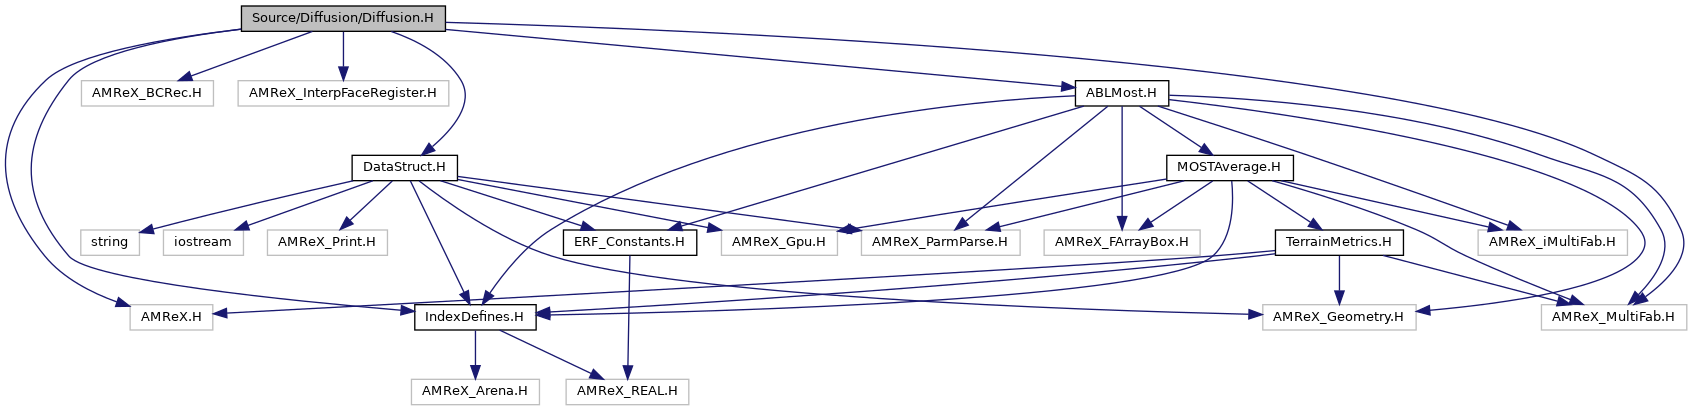 Source/Diffusion/Diffusion.H
AMReX_BCRec.H
AMReX_InterpFaceRegister.H
ABLMost.H
DataStruct.H
MOSTAverage.H
string
iostream
AMReX_Print.H
ERF_Constants.H
AMReX_Gpu.H
AMReX_ParmParse.H
AMReX_FArrayBox.H
TerrainMetrics.H
AMReX_iMultiFab.H
AMReX.H
IndexDefines.H
AMReX_Geometry.H
AMReX_MultiFab.H
AMReX_Arena.H
AMReX_REAL.H